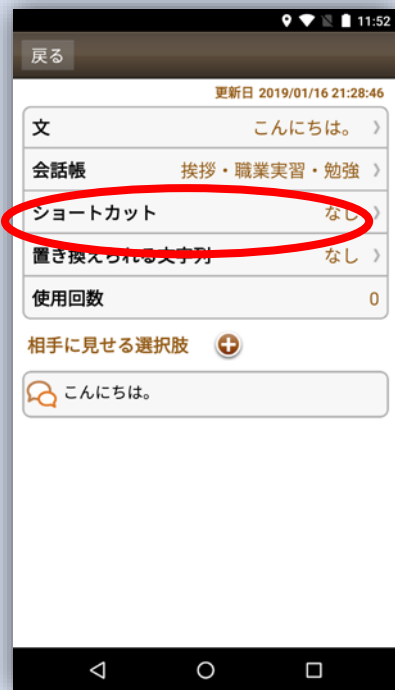 11:52
戻る
更新日 2019/01/16 21:28:46
文 こんにちは。
会話帳 挨拶・職業実習・勉強
ショートカット なし
置き換えられる文字列 なし
使用回数 0
相手に見せる選択肢
こんにちは。